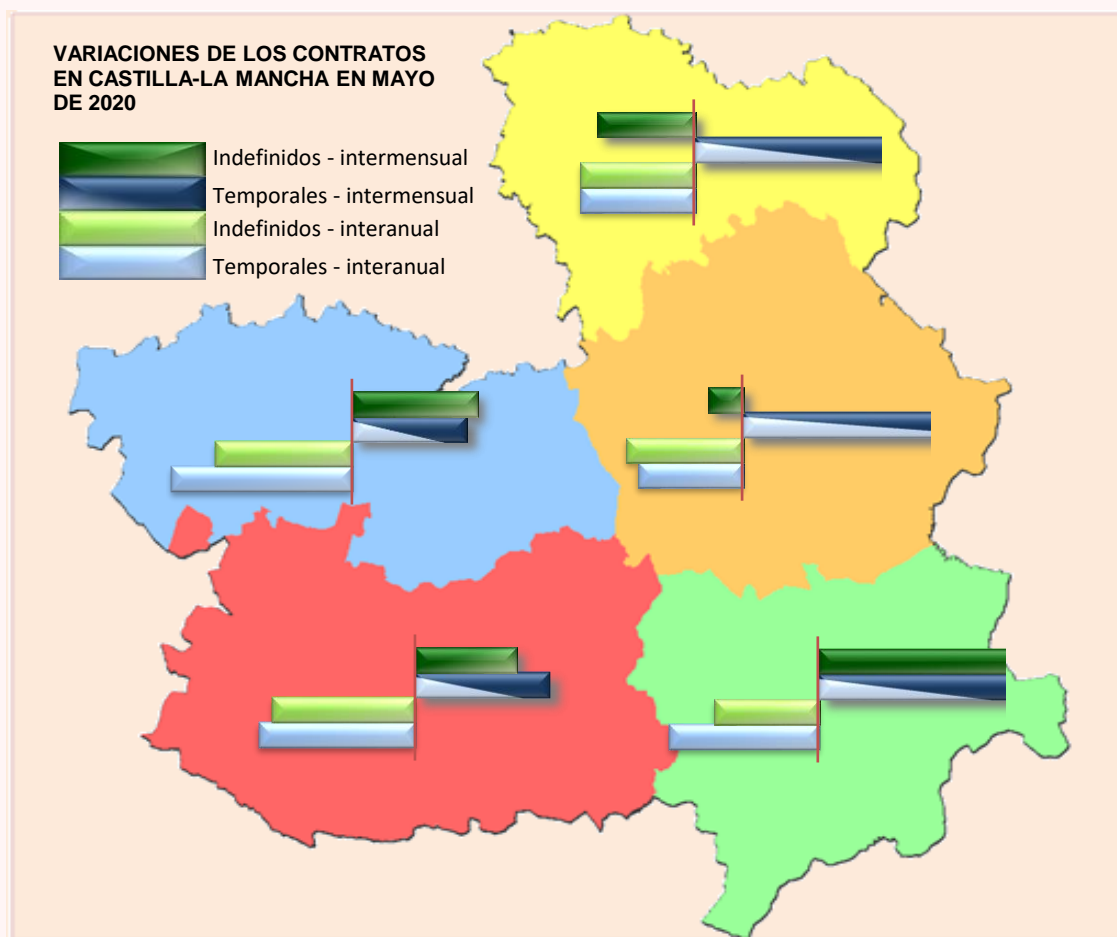 VARIACIONES DE LOS CONTRATOS
EN CASTILLA-LA MANCHA EN MAYO
DE 2020
Indefinidos - intermensual
Temporales - intermensual
Indefinidos - interanual
Temporales - interanual